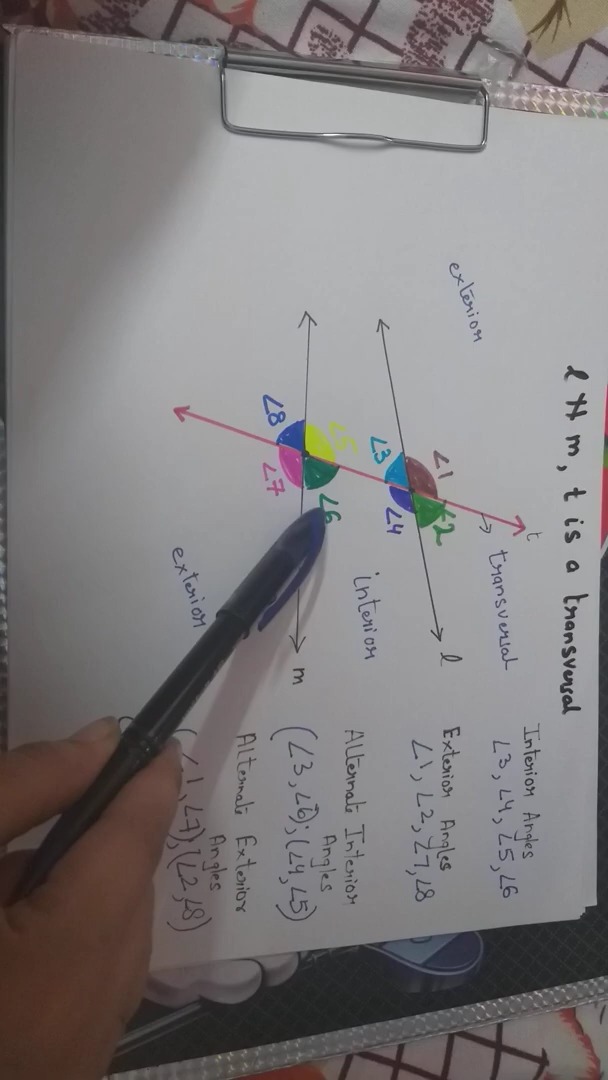 l ∦ m, t is a transversal
t
transversal
exterior
∠1
∠2
l
∠3
∠4
interior
∠5
∠6
m
∠8
∠7
exterior
Interior Angles
∠3, ∠4, ∠5, ∠6
Exterior Angles
∠1, ∠2, ∠7, ∠8
Alternate Interior
Angles
(∠3, ∠6); (∠4, ∠5)
Alternate Exterior
Angles
(∠1, ∠7); (∠2, ∠8)